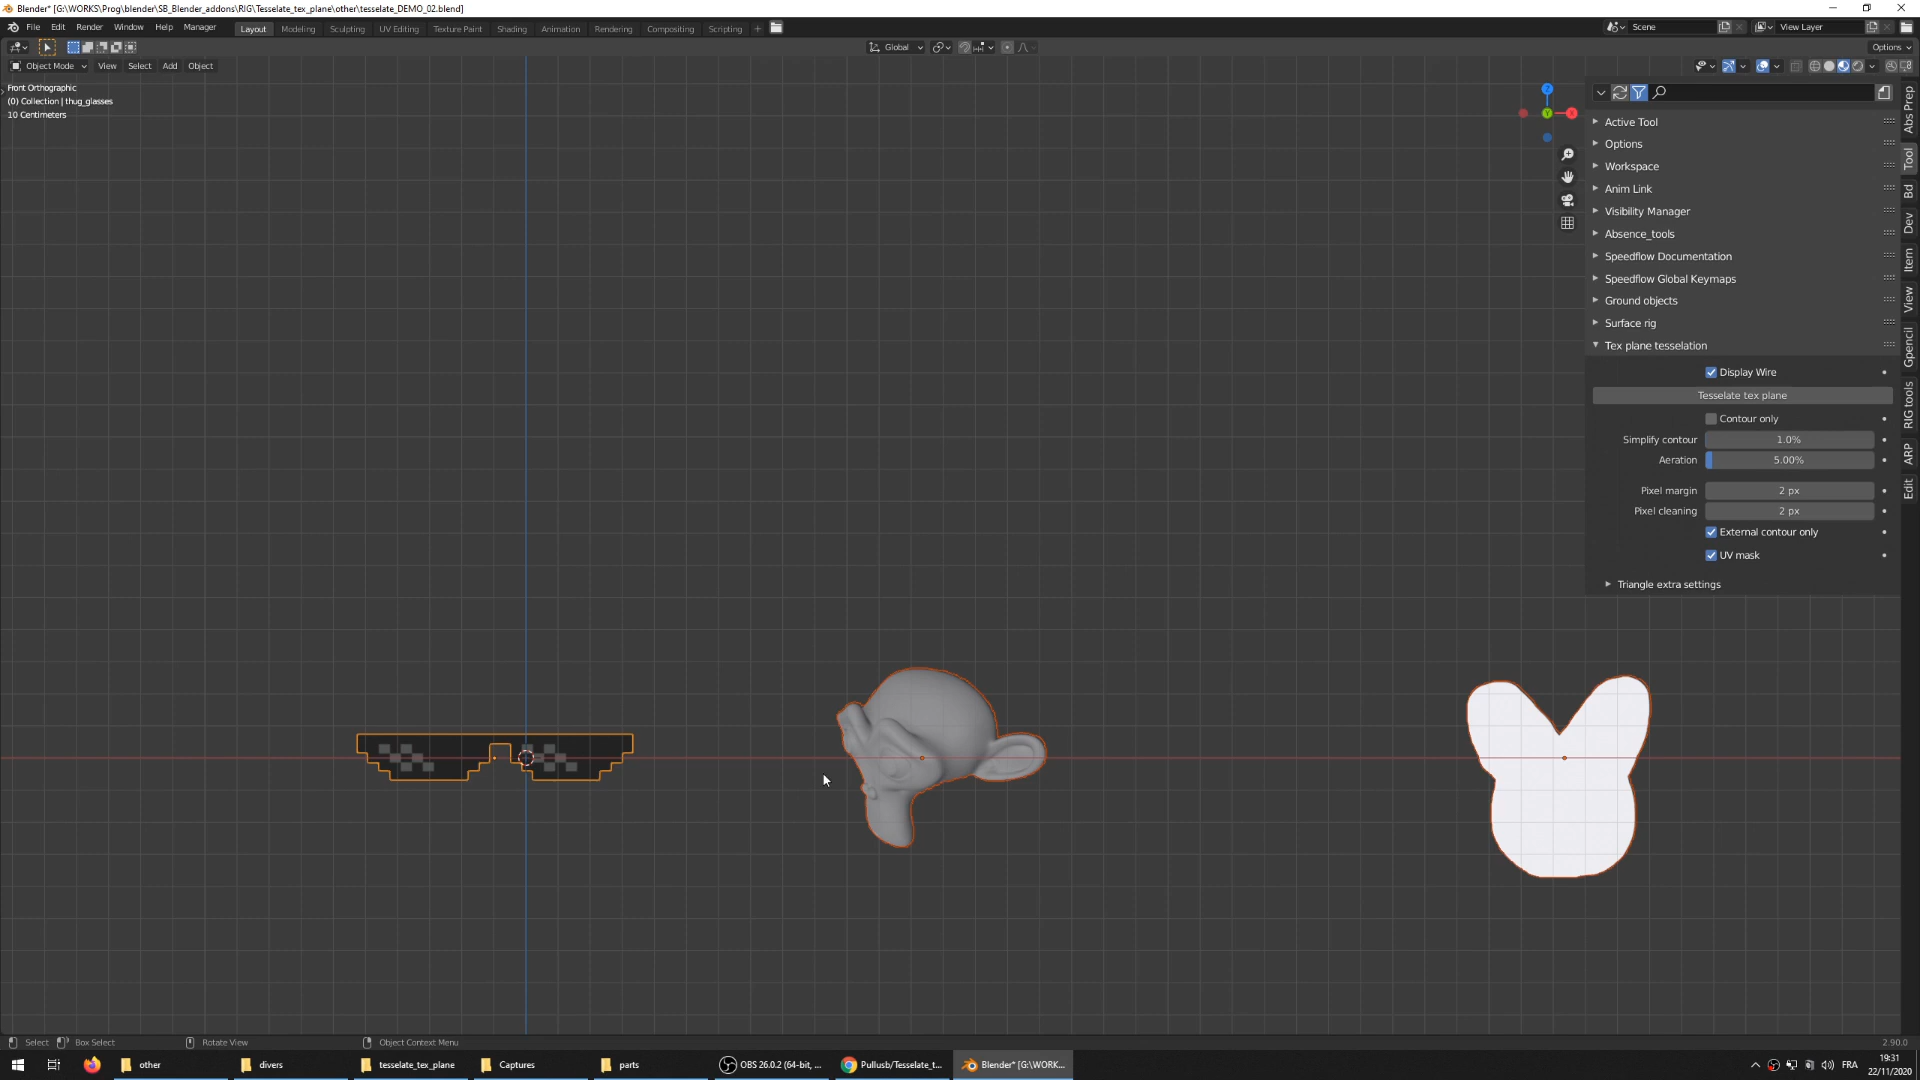 Blender* [G:\WORKS\Prog\blender\SB_Blender_addons\RIG\Tesselate_tex_plane\other\tesselate_DEMO_02.blend]
File Edit Render Window Help Manager Layout Modeling Sculpting UV Editing Texture Paint Shading Animation Rendering Compositing Scripting + Scene View Layer
Global Options
Object Mode View Select Add Object
Front Orthographic
(0) Collection | thug_glasses
10 Centimeters
Z
Y X
Active Tool
Options
Workspace
Anim Link
Visibility Manager
Absence_tools
Speedflow Documentation
Speedflow Global Keymaps
Ground objects
Surface rig
Tex plane tesselation
Display Wire
Tesselate tex plane
Contour only
Simplify contour 1.0%
Aeration 5.00%
Pixel margin 2 px
Pixel cleaning 2 px
External contour only
UV mask
Triangle extra settings
Abs Prep
Tool
Bd
Dev
Item
View
Gpencil
RIG tools
ARP
Edit
Select Box Select Rotate View Object Context Menu 2.90.0
other divers tesselate_tex_plane Captures parts OBS 26.0.2 (64-bit, ... Pullusb/Tesselate_t... Blender* [G:\WORK... FRA
19:31
22/11/2020